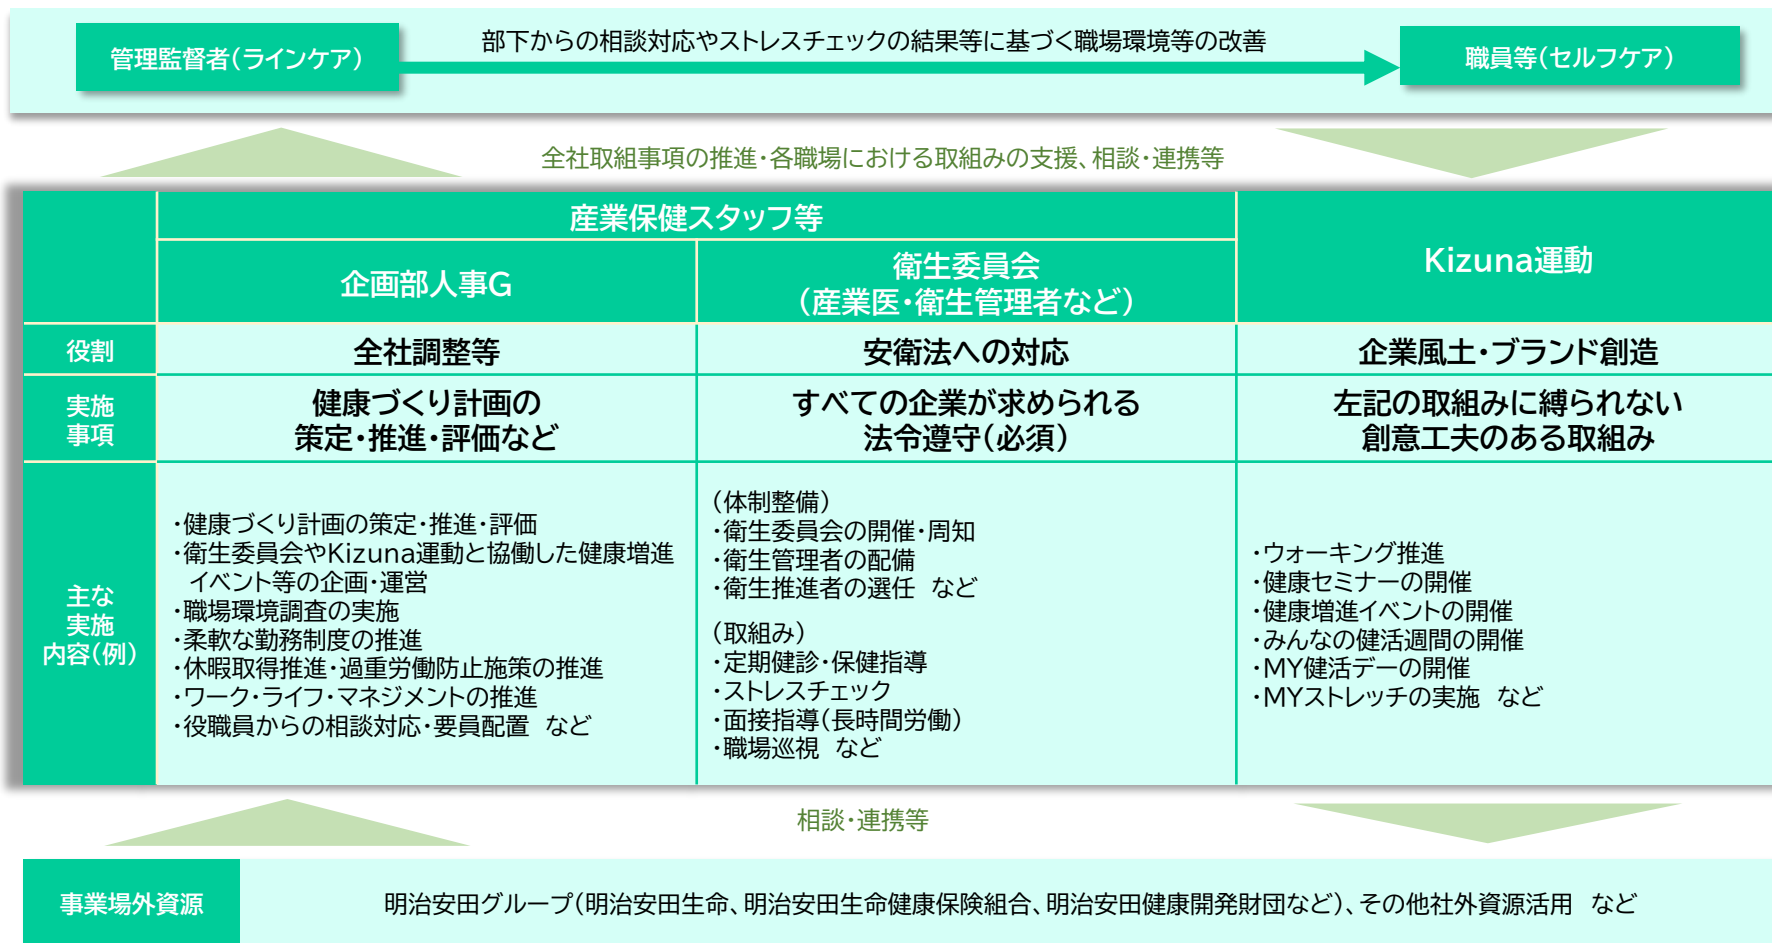 管理監督者(ラインケア)
部下からの相談対応やストレスチェックの結果等に基づく職場環境等の改善
職員等(セルフケア)
全社取組事項の推進・各職場における取組みの支援、相談・連携等
産業保健スタッフ等
企画部人事G
衛生委員会
(産業医・衛生管理者など)
Kizuna運動
役割
全社調整等
安衛法への対応
企業風土・ブランド創造
実施
事項
健康づくり計画の
策定・推進・評価など
すべての企業が求められる
法令遵守(必須)
左記の取組みに縛られない
創意工夫のある取組み
主な
実施
内容(例)
・健康づくり計画の策定・推進・評価
・衛生委員会やKizuna運動と協働した健康増進
イベント等の企画・運営
・職場環境調査の実施
・柔軟な勤務制度の推進
・休暇取得推進・過重労働防止施策の推進
・ワーク・ライフ・マネジメントの推進
・役職員からの相談対応・要員配置 など
(体制整備)
・衛生委員会の開催・周知
・衛生管理者の配備
・衛生推進者の選任 など
(取組み)
・定期健診・保健指導
・ストレスチェック
・面接指導(長時間労働)
・職場巡視 など
・ウォーキング推進
・健康セミナーの開催
・健康増進イベントの開催
・みんなの健活週間の開催
・MY健活デーの開催
・MYストレッチの実施 など
相談・連携等
事業場外資源
明治安田グループ(明治安田生命、明治安田生命健康保険組合、明治安田健康開発財団など)、その他社外資源活用 など